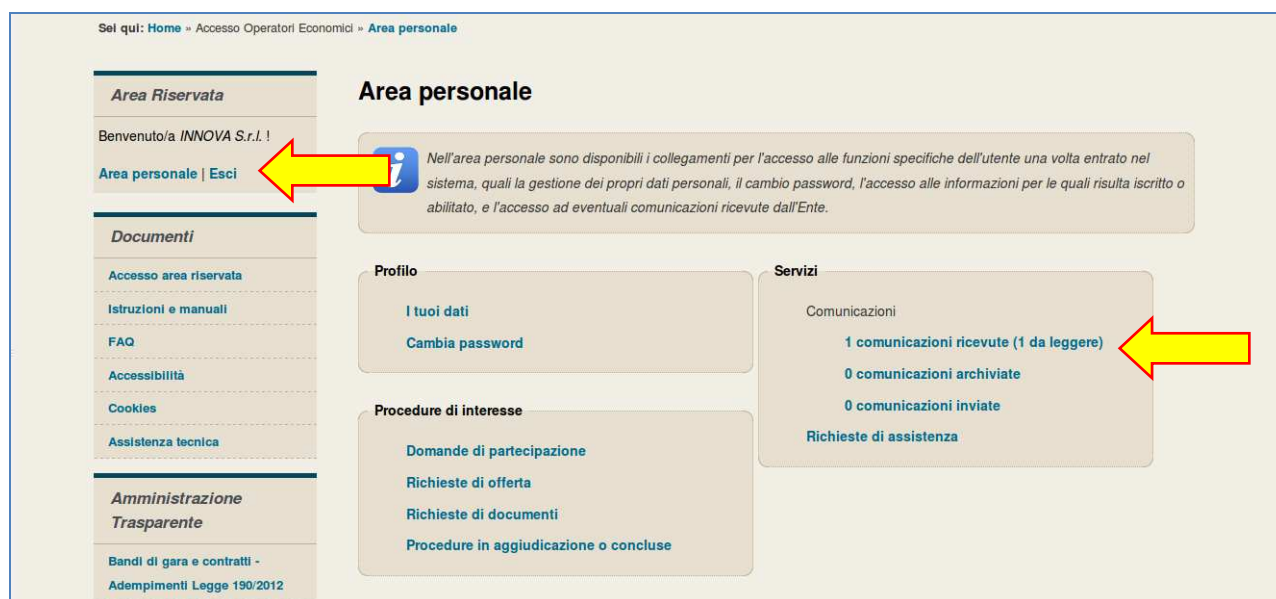 Sei qui: Home » Accesso Operatori Economici » Area personale
Area Riservata
Benvenuto/a INNOVA S.r.l. !
Area personale | Esci
Documenti
Accesso area riservata
Istruzioni e manuali
FAQ
Accessibilità
Cookies
Assistenza tecnica
Amministrazione
Trasparente
Bandi di gara e contratti -
Adempimenti Legge 190/2012
Area personale
Nell'area personale sono disponibili i collegamenti per l'accesso alle funzioni specifiche dell'utente una volta entrato nel
sistema, quali la gestione dei propri dati personali, il cambio password, l'accesso alle informazioni per le quali risulta iscritto o
abilitato, e l'accesso ad eventuali comunicazioni ricevute dall'Ente.
Profilo
I tuoi dati
Cambia password
Procedure di interesse
Domande di partecipazione
Richieste di offerta
Richieste di documenti
Procedure in aggiudicazione o concluse
Servizi
Comunicazioni
1 comunicazioni ricevute (1 da leggere)
0 comunicazioni archiviate
0 comunicazioni inviate
Richieste di assistenza